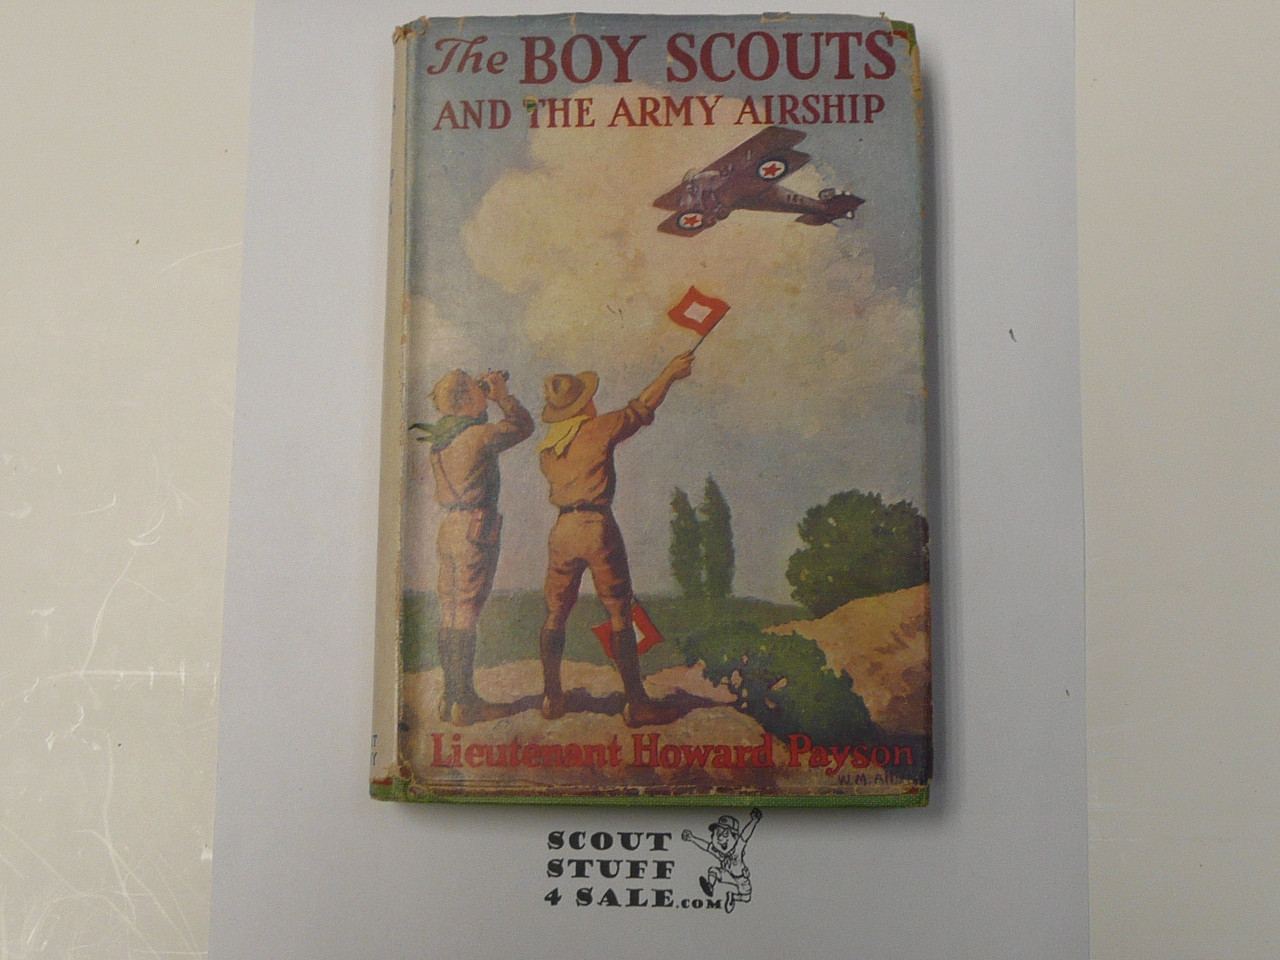 The BOY SCOUTS
AND THE ARMY AIRSHIP
Lieutenant Howard Payson
W. M.
SCOUT
STUFF
4 SALE.COM